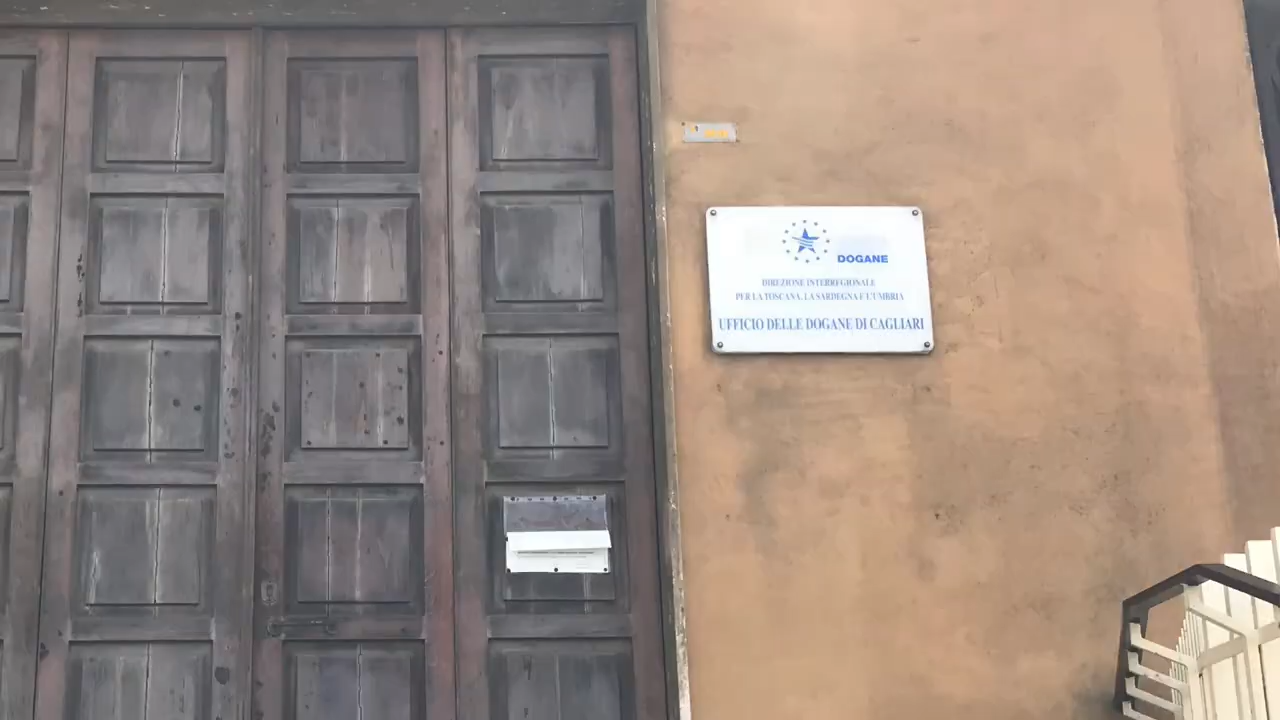 DOGANE
DIREZIONE INTERREGIONALE
PER LA TOSCANA, LA SARDEGNA E L'UMBRIA
UFFICIO DELLE DOGANE DI CAGLIARI